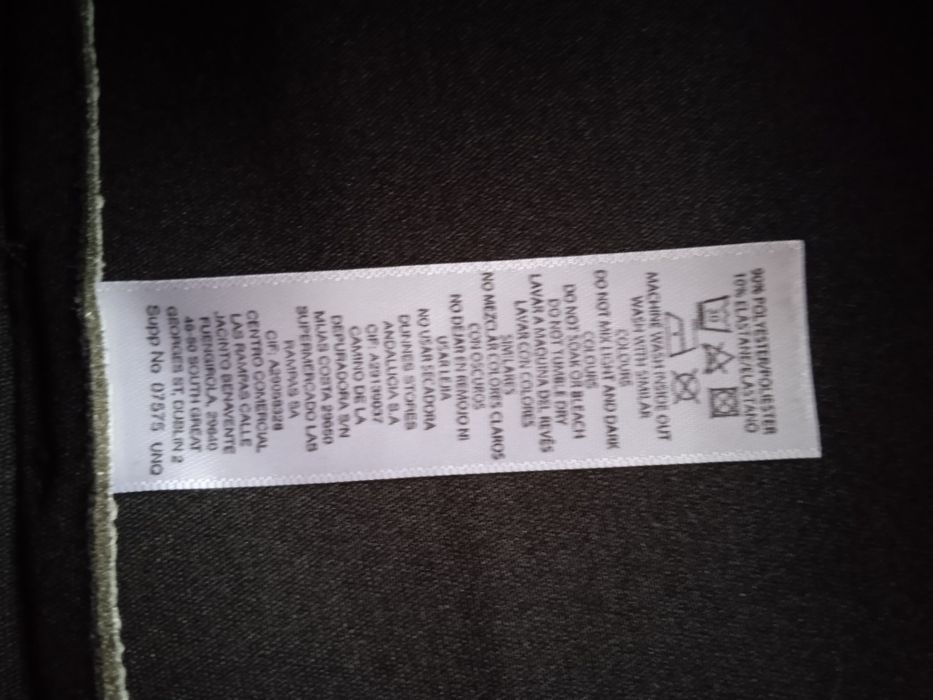 90% POLYESTER/POLIESTER
10% ELASTANE/ELASTANO
MACHINE WASH INSIDE OUT
WASH WITH SIMILAR
COLOURS
DO NOT MIX LIGHT AND DARK
COLOURS
DO NOT SOAK OR BLEACH
DO NOT TUMBLE DRY
LAVAR A MAQUINA DEL REVÉS
LAVAR CON COLORES
SIMILARES
NO MEZCLAR COLORES CLAROS
CON OSCUROS
NO DEJAR EN REMOJO NI
USAR LEJIA
NO USAR SECADORA
DUNNES STORES
ANDALUCIA SA
CIF: A29119037
CAMINO DE LA
DEPURADORA S/N
MIJAS COSTA 29650
SUPERMERCADO LAS
RAMPAS SA
CIF:
CENTRO COMERCIAL
LAS RAMPAS CALLE
JACINTO BENAVENTE
FUENGIROLA, 29640
46-50 SOUTH GREAT
GEORGES ST, DUBLIN 2
Supp No 07575 UNQ